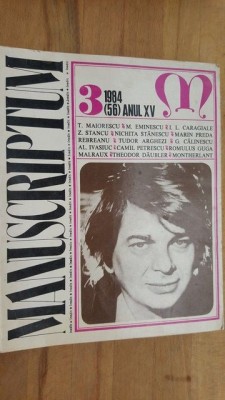 MANUSCRIPTUM
3 1984
(56) ANUL XV
T. MAIORESCU M. EMINESCU I. L. CARAGIALE
Z. STANCU NICHITA STĂNESCU MARIN PREDA
REBREANU TUDOR ARGHEZI G. CĂLINESCU
AL. IVASIUC CAMIL PETRESCU ROMULUS GUGA
MALRAUX THEODOR DÄUBLER MONTHERLANT